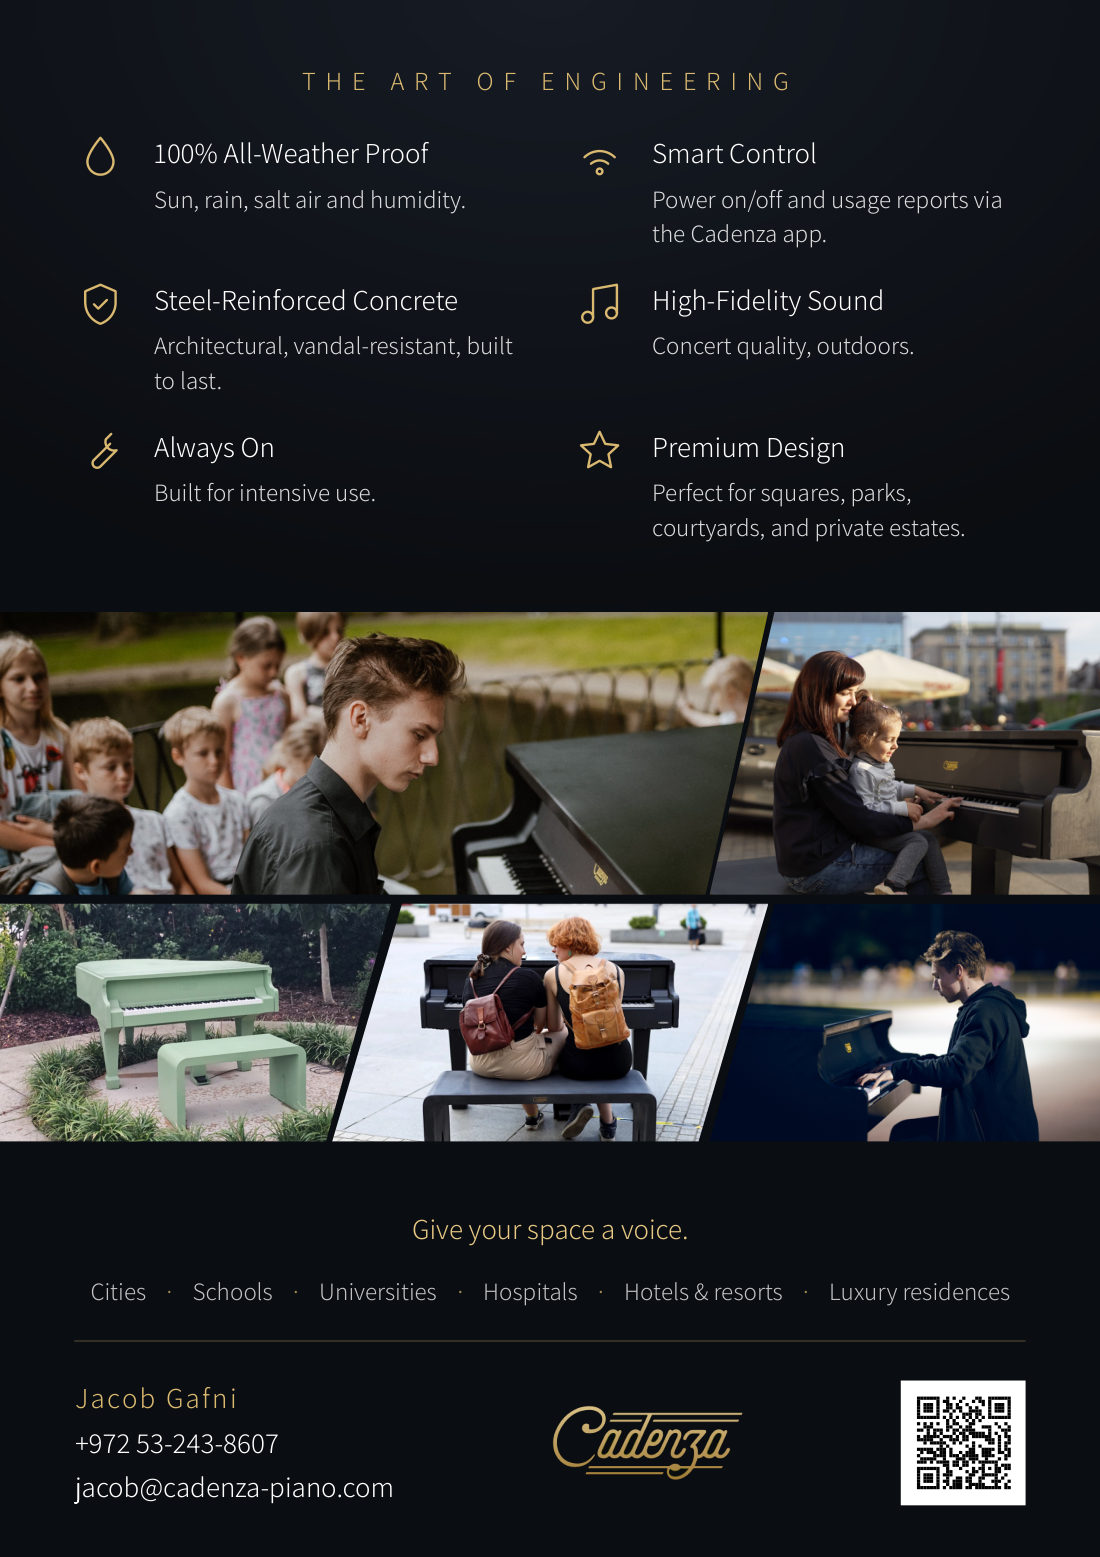 THE ART OF ENGINEERING
100% All-Weather Proof
Sun, rain, salt air and humidity.
Smart Control
Power on/off and usage reports via
the Cadenza app.
Steel-Reinforced Concrete
Architectural, vandal-resistant, built
to last.
High-Fidelity Sound
Concert quality, outdoors.
Always On
Built for intensive use.
Premium Design
Perfect for squares, parks,
courtyards, and private estates.
Give your space a voice.
Cities · Schools · Universities · Hospitals · Hotels & resorts · Luxury residences
Jacob Gafni
+972 53-243-8607
jacob@cadenza-piano.com
Cadenza